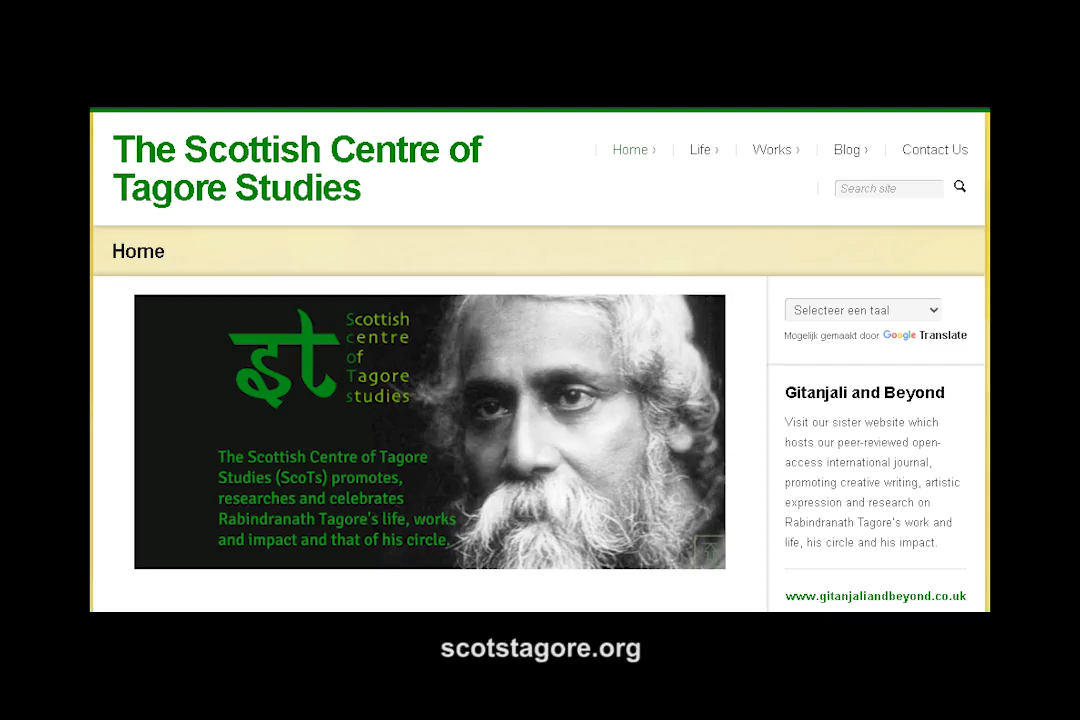 The Scottish Centre of
Tagore Studies
Home ›
Life ›
Works ›
Blog ›
Contact Us
Search site
Home
Scottish
centre
of
Tagore
studies
The Scottish Centre of Tagore
Studies (ScoTs) promotes,
researches and celebrates
Rabindranath Tagore's life, works
and impact and that of his circle.
Selecteer een taal
Mogelijk gemaakt door Google Translate
Gitanjali and Beyond
Visit our sister website which
hosts our peer-reviewed open-
access international journal,
promoting creative writing, artistic
expression and research on
Rabindranath Tagore's work and
life, his circle and his impact.
www.gitanjaliandbeyond.co.uk
scotstagore.org